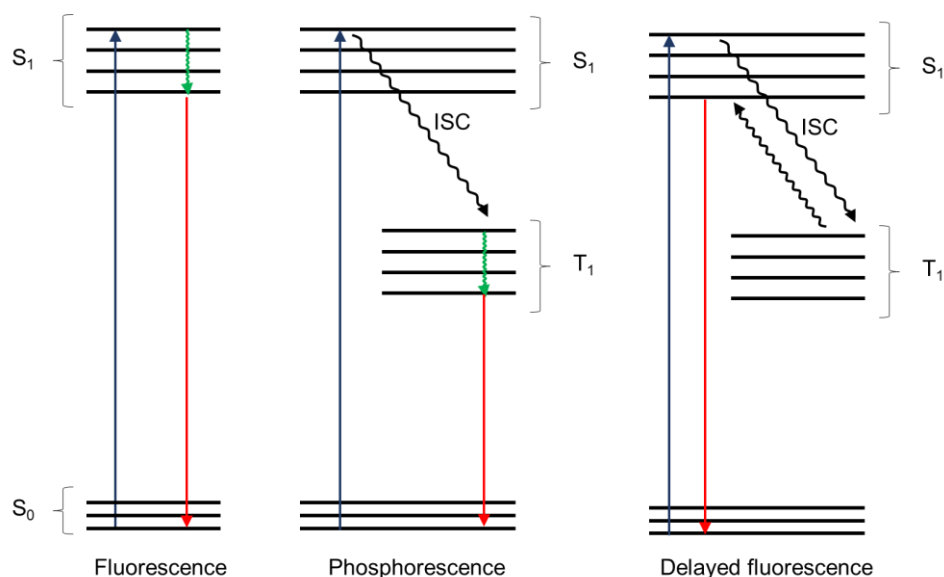 S₁
S₁
S₁
ISC
ISC
T₁
T₁
S₀
Fluorescence
Phosphorescence
Delayed fluorescence